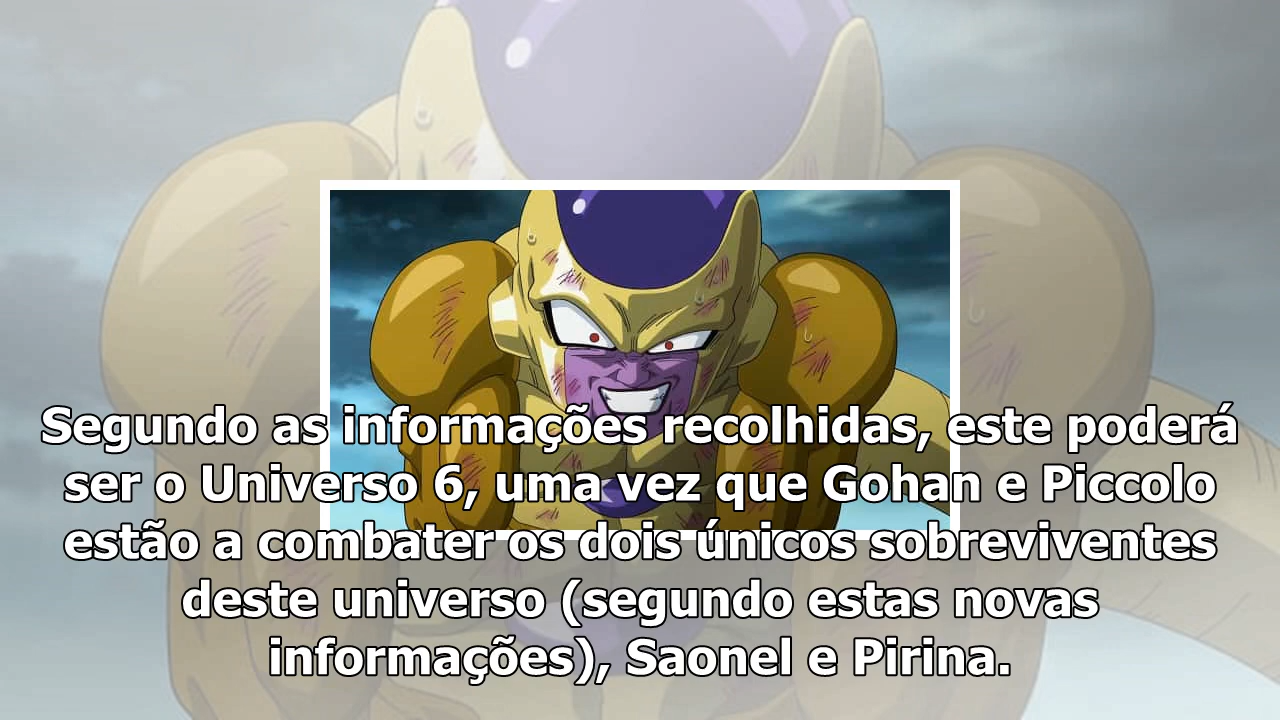 Segundo as informações recolhidas, este poderá
ser o Universo 6, uma vez que Gohan e Piccolo
estão a combater os dois únicos sobreviventes
deste universo (segundo estas novas
informações), Saonel e Pirina.